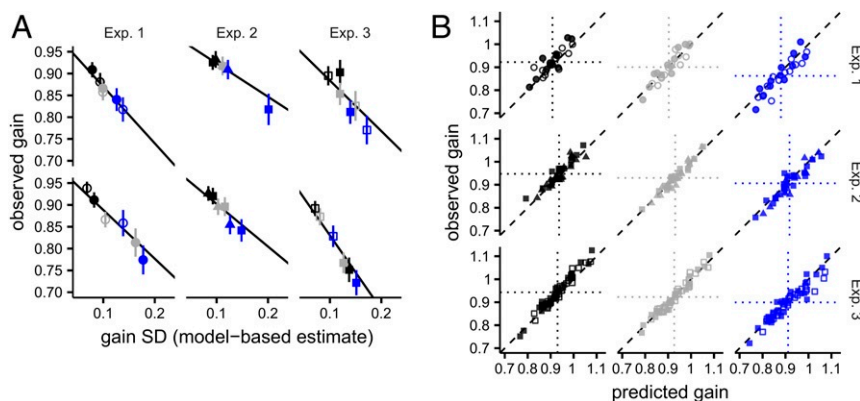 A
Exp. 1 Exp. 2 Exp. 3
0.95
0.90
0.85
0.80
0.75
0.70
0.95
0.90
0.85
0.80
0.75
0.70
observed gain
0.1 0.2 0.1 0.2 0.1 0.2
gain SD (model−based estimate)
B
1.1
1
0.9
0.8
0.7
Exp. 1
1.1
1
0.9
0.8
0.7
Exp. 2
1.1
1
0.9
0.8
0.7
Exp. 3
observed gain
0.7 0.8 0.9 1 1.1 0.7 0.8 0.9 1 1.1 0.7 0.8 0.9 1 1.1
predicted gain